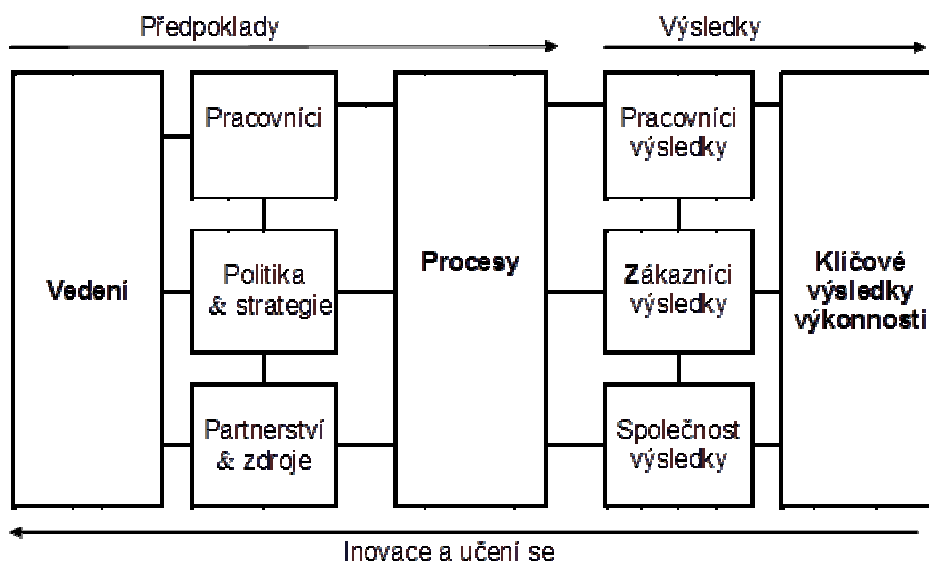 Předpoklady
Výsledky
Vedení
Pracovníci
Politika
& strategie
Partnerství
& zdroje
Procesy
Pracovníci
výsledky
Zákazníci
výsledky
Společnost
výsledky
Klíčové
výsledky
výkonnosti
Inovace a učení se